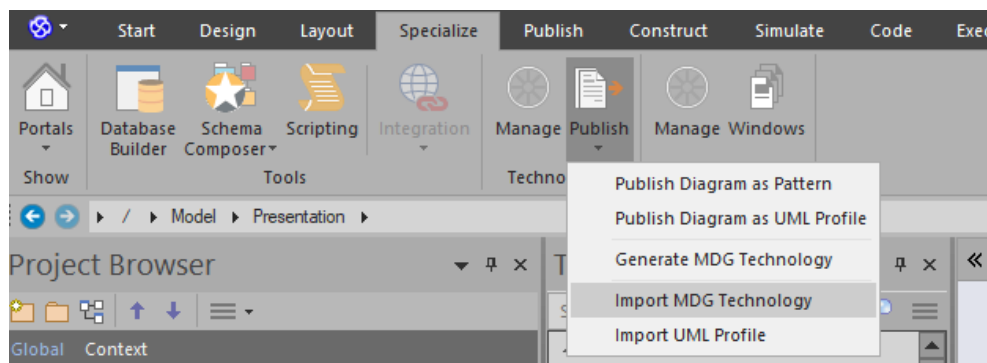 Start Design Layout Specialize Publish Construct Simulate Code
Portals Database Builder Schema Composer Scripting Integration Manage Publish Manage Windows
Show Tools
Publish Diagram as Pattern
/ Model Presentation
Publish Diagram as UML Profile
Project Browser
Generate MDG Technology
Import MDG Technology
Import UML Profile
Global Context